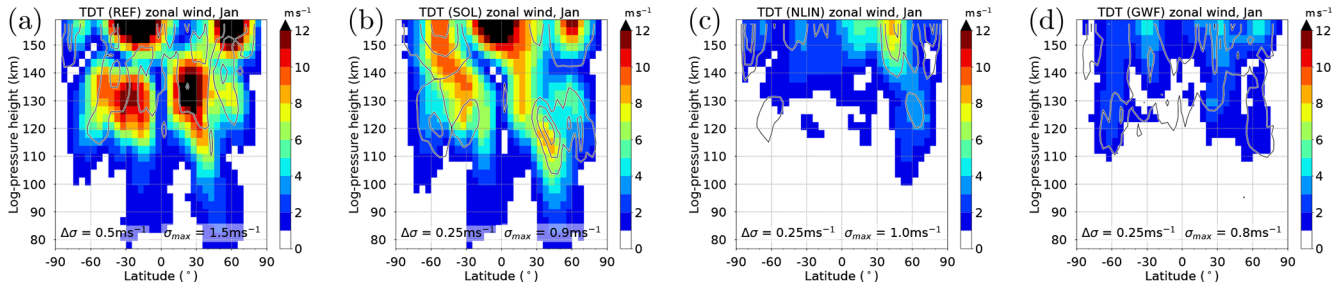 (a) TDT (REF) zonal wind, Jan
m s⁻¹
Log-pressure height (km)
150
140
130
120
110
100
90
80
Δσ = 0.5ms⁻¹ σmax = 1.5ms⁻¹
-90 -60 -30 0 30 60 90
Latitude (°)
12
10
8
6
4
2
0
(b) TDT (SOL) zonal wind, Jan
m s⁻¹
Log-pressure height (km)
150
140
130
120
110
100
90
80
Δσ = 0.25ms⁻¹ σmax = 0.9ms⁻¹
-90 -60 -30 0 30 60 90
Latitude (°)
12
10
8
6
4
2
0
(c) TDT (NLIN) zonal wind, Jan
m s⁻¹
Log-pressure height (km)
150
140
130
120
110
100
90
80
Δσ = 0.25ms⁻¹ σmax = 1.0ms⁻¹
-90 -60 -30 0 30 60 90
Latitude (°)
12
10
8
6
4
2
0
(d) TDT (GWF) zonal wind, Jan
m s⁻¹
Log-pressure height (km)
150
140
130
120
110
100
90
80
Δσ = 0.25ms⁻¹ σmax = 0.8ms⁻¹
-90 -60 -30 0 30 60 90
Latitude (°)
12
10
8
6
4
2
0